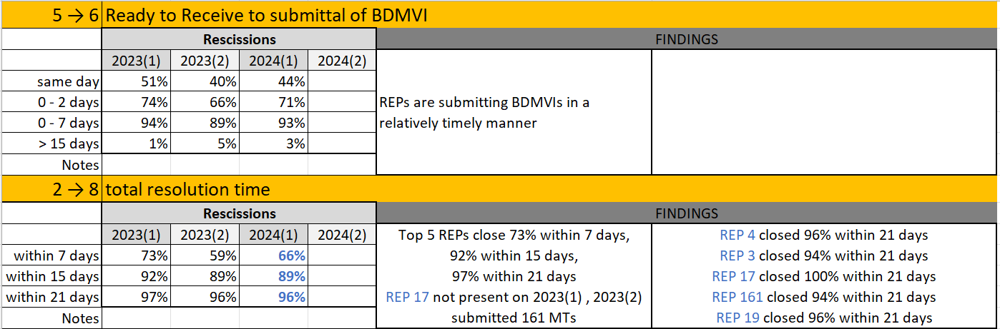 5 → 6 Ready to Receive to submittal of BDMVI
Rescissions FINDINGS
2023(1) 2023(2) 2024(1) 2024(2)
same day 51% 40% 44%
0 - 2 days 74% 66% 71%
0 - 7 days 94% 89% 93%
> 15 days 1% 5% 3%
Notes
REPs are submitting BDMVIs in a
relatively timely manner
2 → 8 total resolution time
Rescissions FINDINGS
2023(1) 2023(2) 2024(1) 2024(2)
within 7 days 73% 59% 66%
within 15 days 92% 89% 89%
within 21 days 97% 96% 96%
Notes
Top 5 REPs close 73% within 7 days,
92% within 15 days,
97% within 21 days
REP 17 not present on 2023(1) , 2023(2)
submitted 161 MTs
REP 4 closed 96% within 21 days
REP 3 closed 94% within 21 days
REP 17 closed 100% within 21 days
REP 161 closed 94% within 21 days
REP 19 closed 96% within 21 days